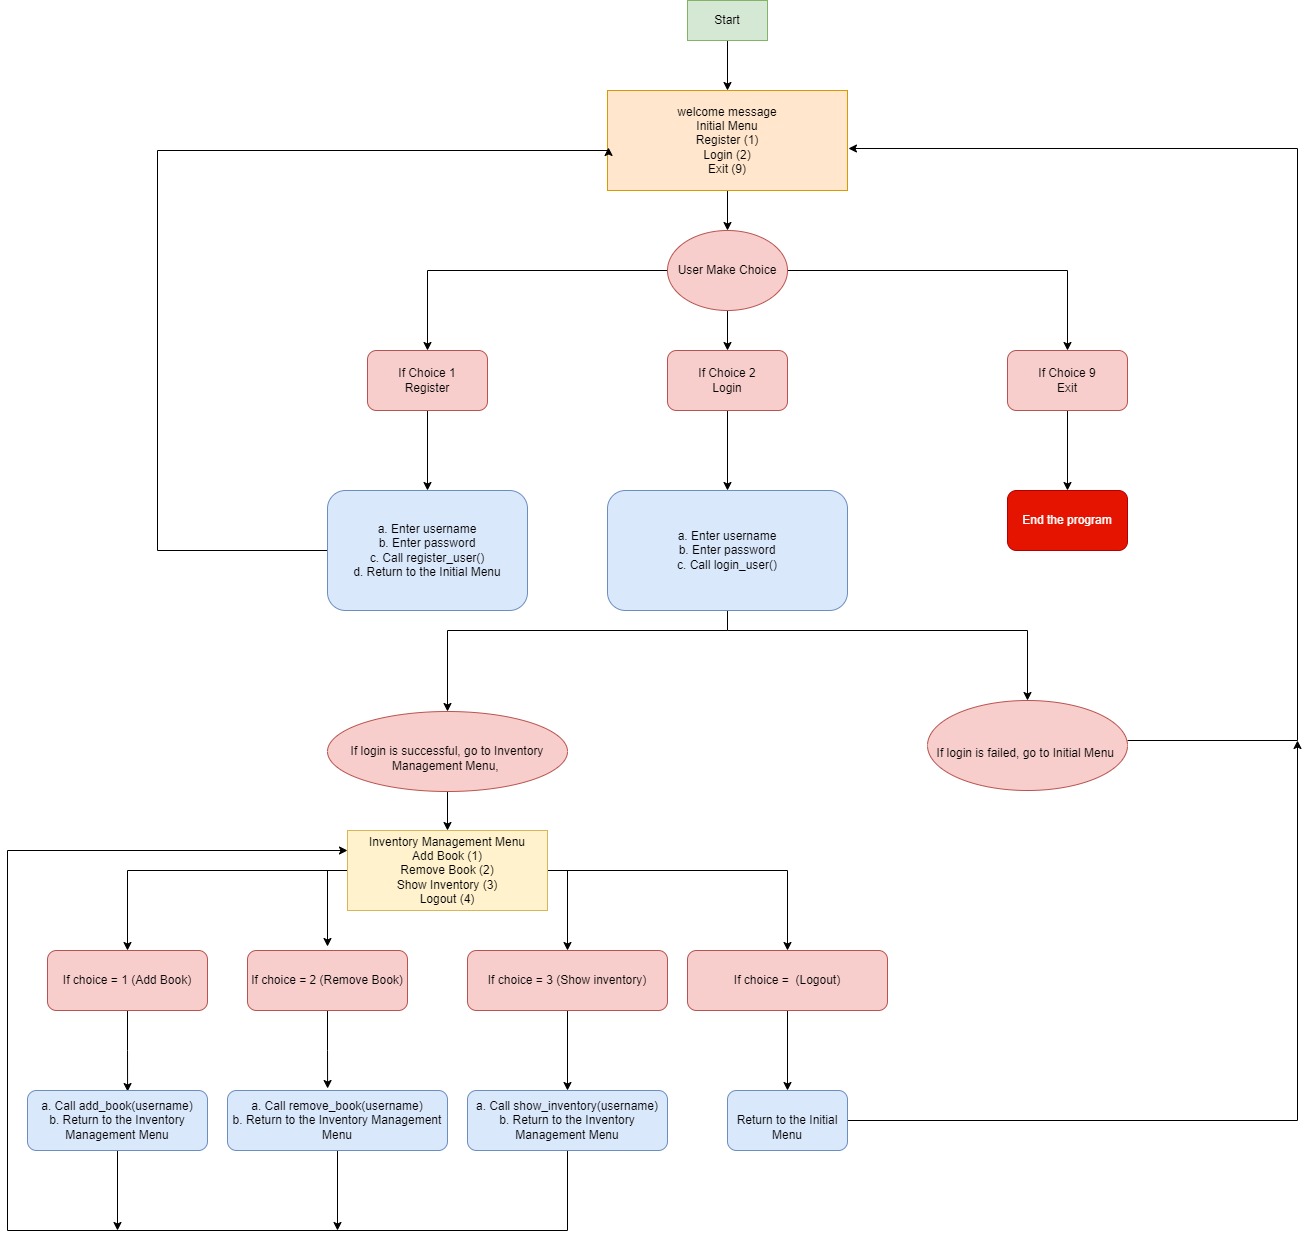 Start
welcome message
Initial Menu
Register (1)
Login (2)
Exit (9)
User Make Choice
If Choice 1
Register
If Choice 2
Login
If Choice 9
Exit
a. Enter username
b. Enter password
c. Call register_user()
d. Return to the Initial Menu
a. Enter username
b. Enter password
c. Call login_user()
End the program
If login is successful, go to Inventory
Management Menu,
If login is failed, go to Initial Menu
Inventory Management Menu
Add Book (1)
Remove Book (2)
Show Inventory (3)
Logout (4)
If choice = 1 (Add Book)
If choice = 2 (Remove Book)
If choice = 3 (Show inventory)
If choice =  (Logout)
a. Call add_book(username)
b. Return to the Inventory
Management Menu
a. Call remove_book(username)
b. Return to the Inventory Management
Menu
a. Call show_inventory(username)
b. Return to the Inventory
Management Menu
Return to the Initial
Menu